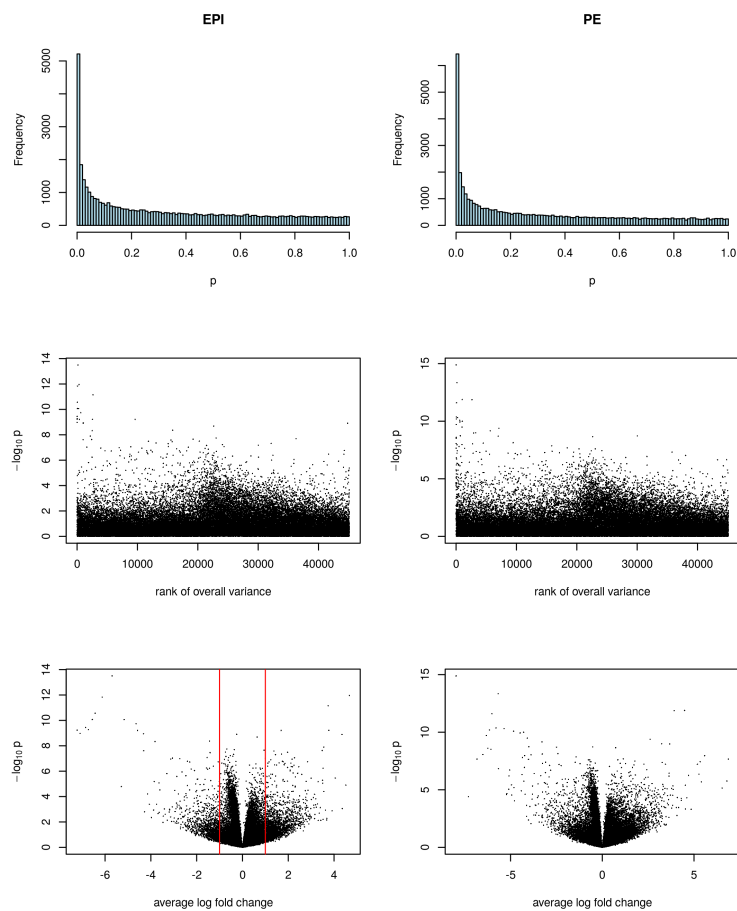 EPI
PE
Frequency
5000
3000
1000
0
0.0 0.2 0.4 0.6 0.8 1.0
p
Frequency
5000
3000
1000
0
0.0 0.2 0.4 0.6 0.8 1.0
p
− log10 p
14
12
10
8
6
4
2
0
0 10000 20000 30000 40000
rank of overall variance
− log10 p
15
10
5
0
0 10000 20000 30000 40000
rank of overall variance
− log10 p
14
12
10
8
6
4
2
0
-6 -4 -2 0 2 4
average log fold change
− log10 p
15
10
5
0
-5 0 5
average log fold change